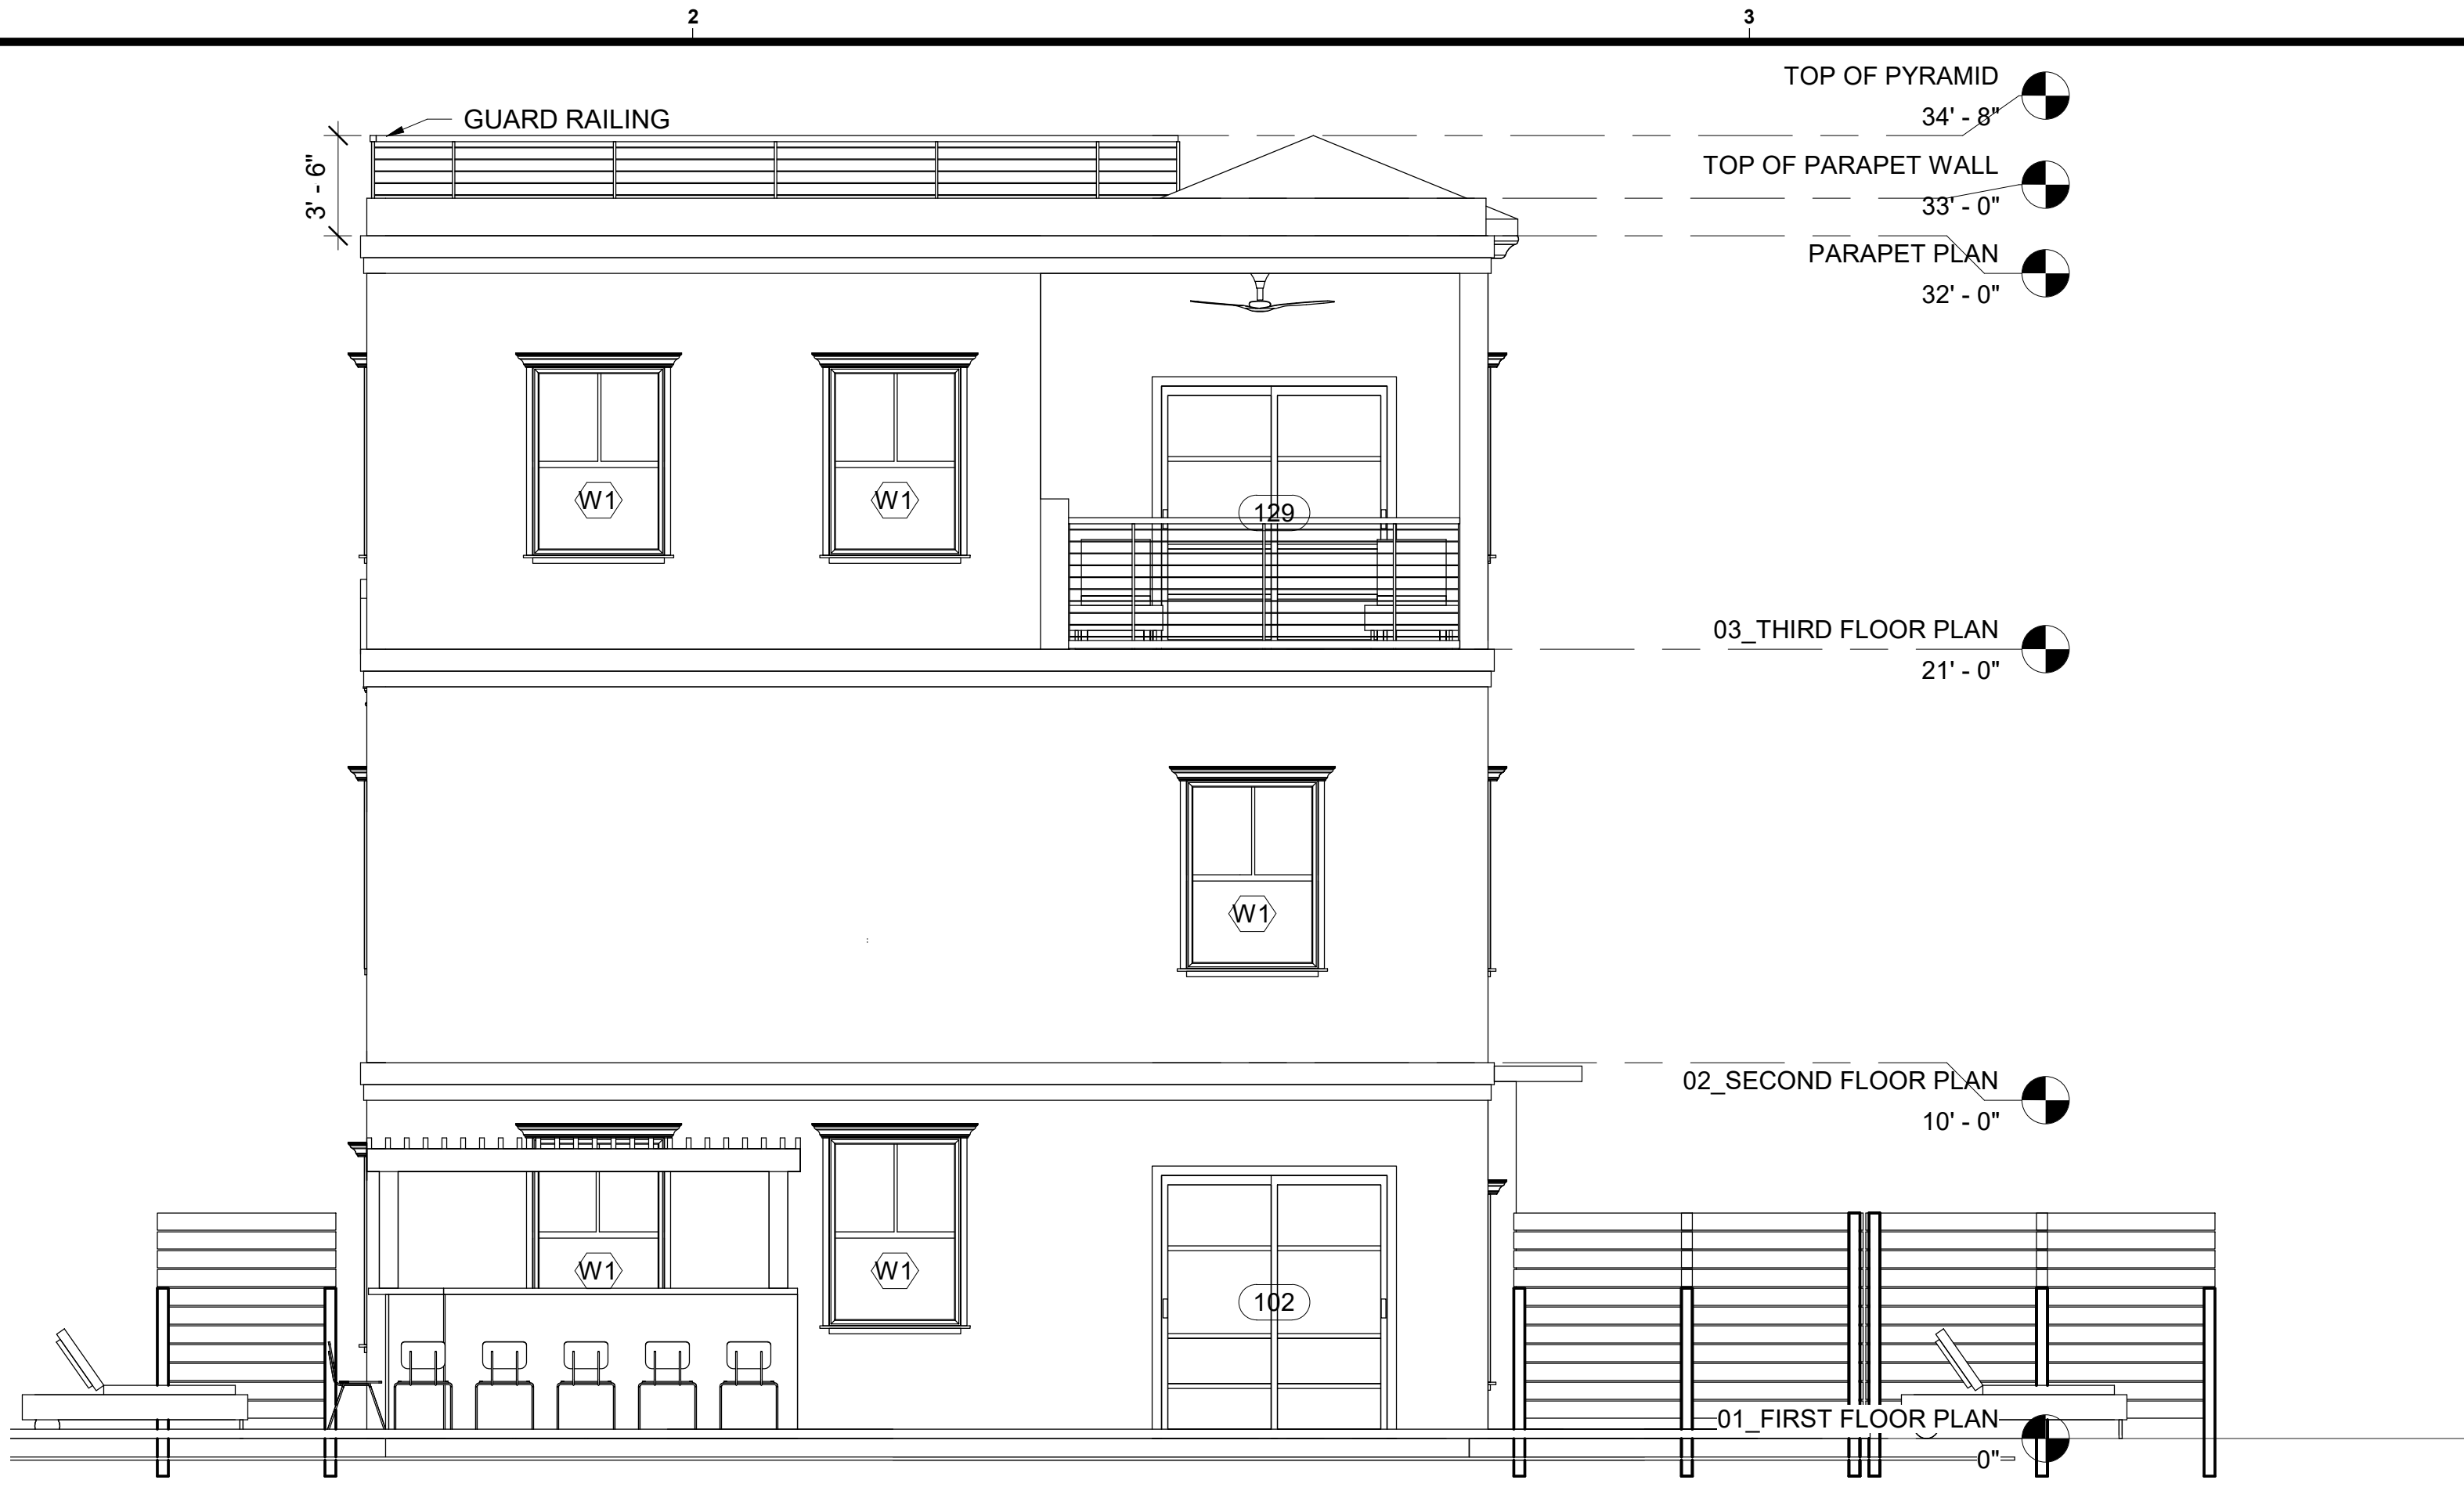 2
3
TOP OF PYRAMID
34' - 8"
GUARD RAILING
3' - 6"
TOP OF PARAPET WALL
33' - 0"
PARAPET PLAN
32' - 0"
W1
W1
129
03_THIRD FLOOR PLAN
21' - 0"
W1
02_SECOND FLOOR PLAN
10' - 0"
W1
W1
102
01_FIRST FLOOR PLAN
0"